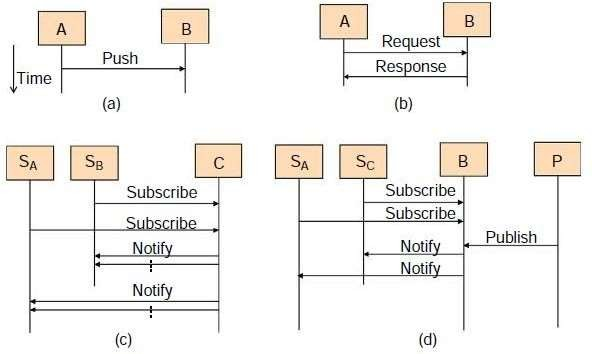 A B
Push
Time
(a)
A B
Request
Response
(b)
SA SB C
Subscribe
Subscribe
Notify
Notify
(c)
SA SC B P
Subscribe
Subscribe
Publish
Notify
Notify
(d)